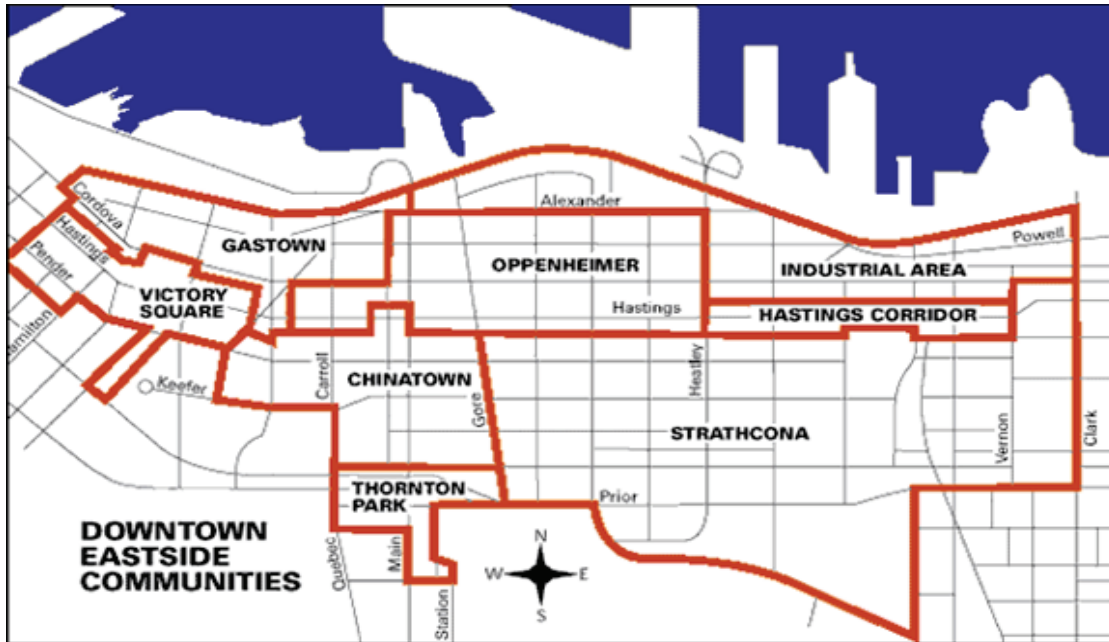 Alexander
Cordova
Powell
GASTOWN
OPPENHEIMER
INDUSTRIAL AREA
Hastings
Pender
VICTORY
SQUARE
Hastings
HASTINGS CORRIDOR
Hamilton
Keefer
Carroll
CHINATOWN
Gore
Heatley
STRATHCONA
Vernon
Clark
THORNTON
PARK
Prior
DOWNTOWN
EASTSIDE
COMMUNITIES
Quebec
Main
Station
N
W
E
S